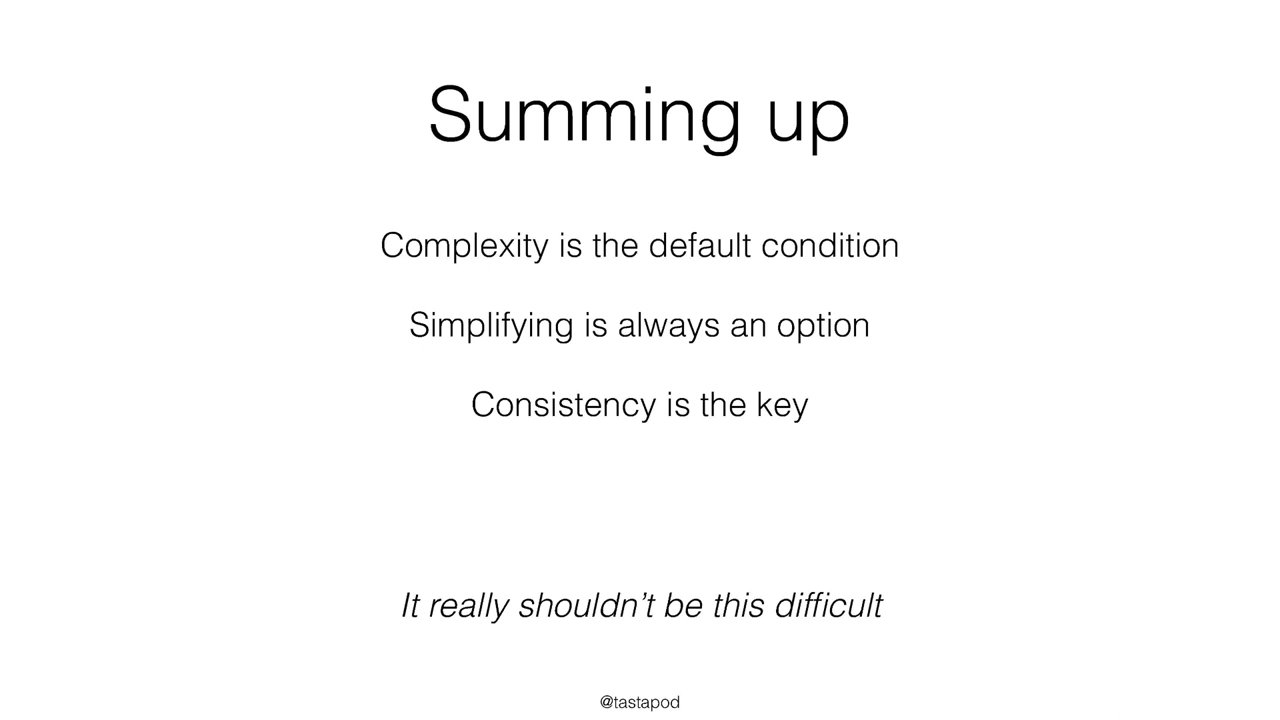 Summing up
Complexity is the default condition
Simplifying is always an option
Consistency is the key
It really shouldn’t be this difficult
@tastapod